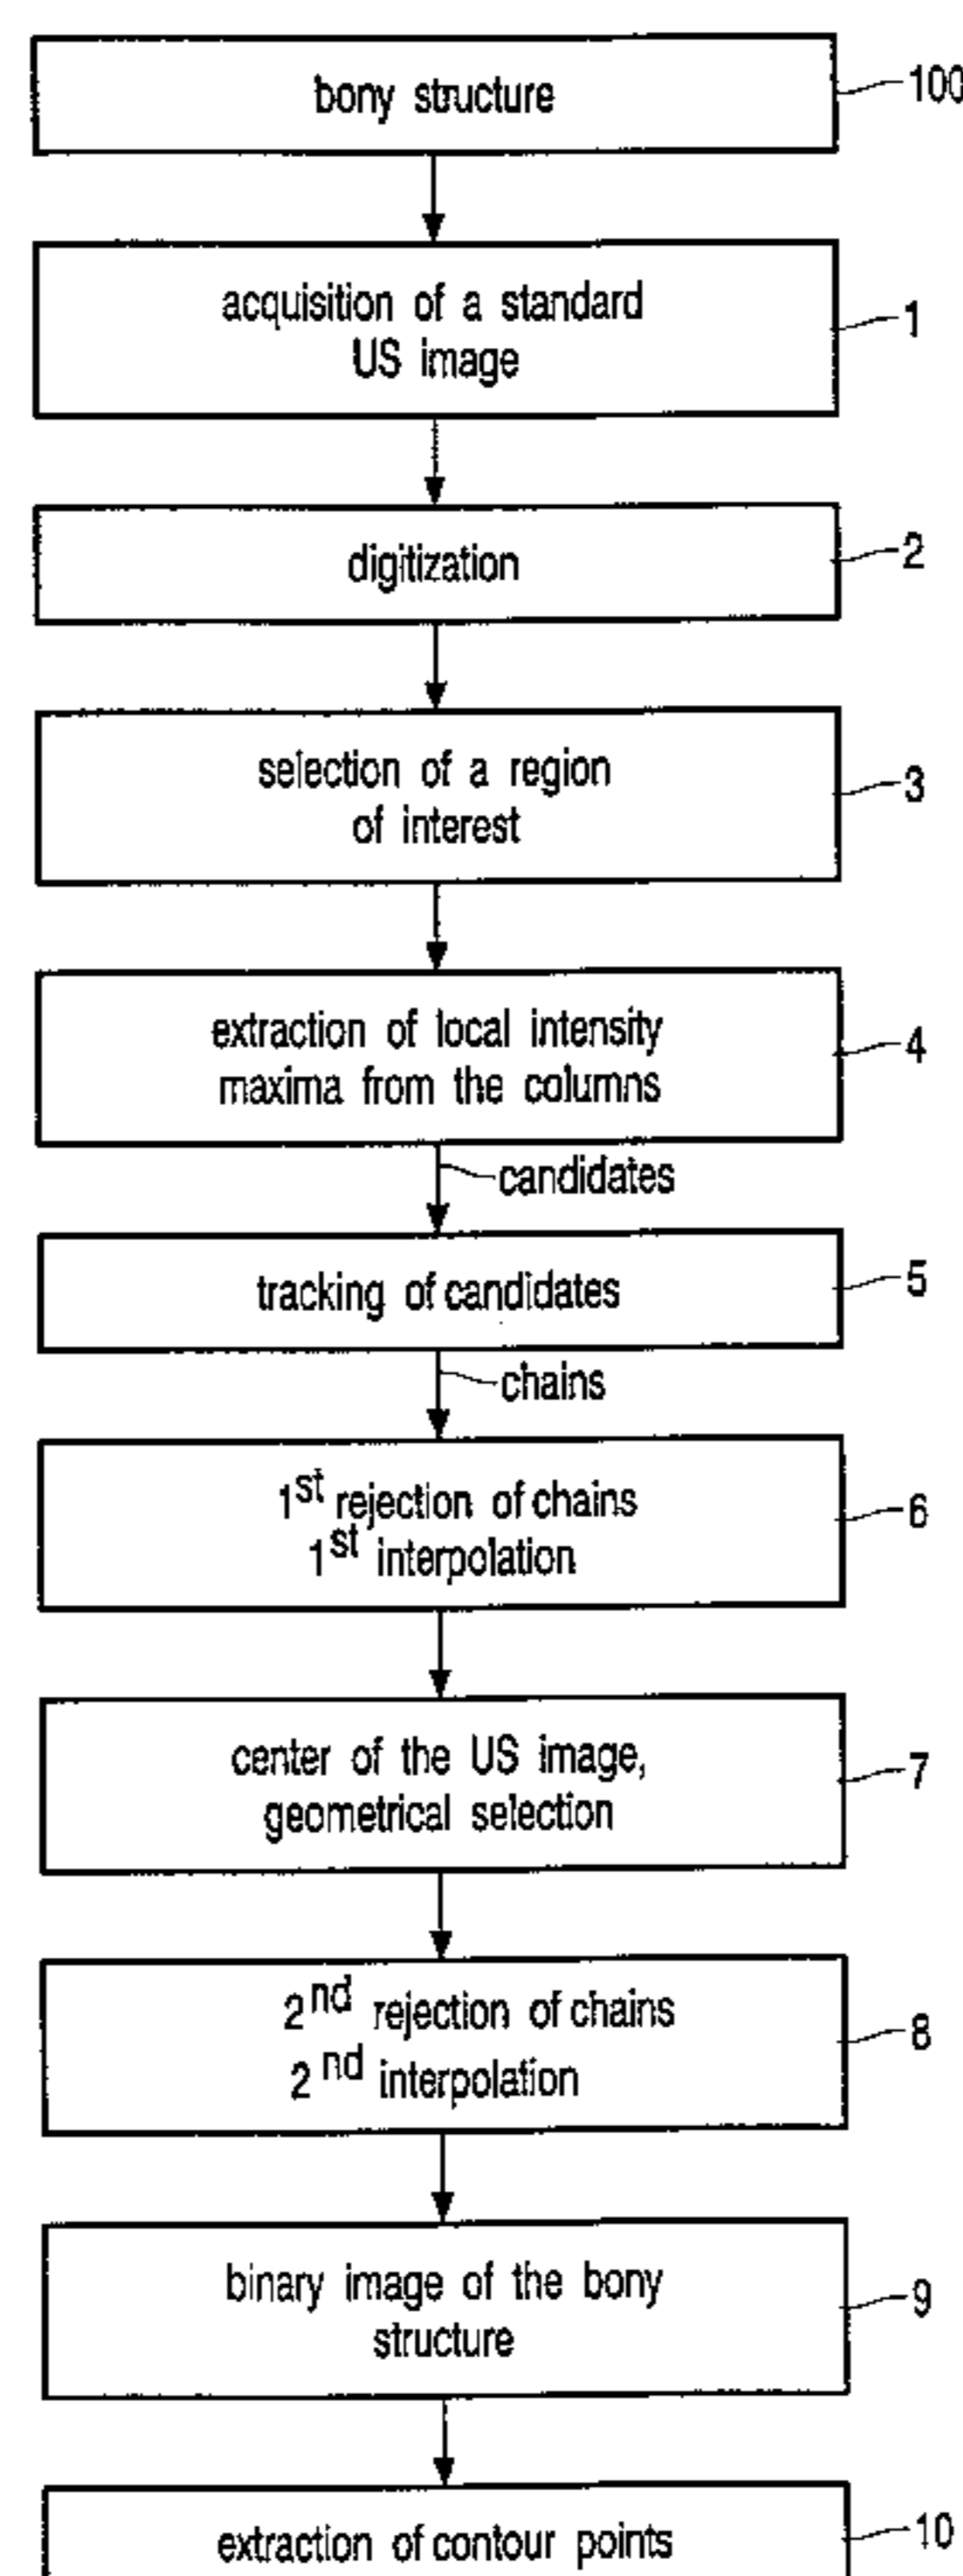 bony structure
100
acquisition of a standard
US image
1
digitization
2
selection of a region
of interest
3
extraction of local intensity
maxima from the columns
4
candidates
tracking of candidates
5
chains
1st rejection of chains
1st interpolation
6
center of the US image,
geometrical selection
7
2nd rejection of chains
2nd interpolation
8
binary image of the bony
structure
9
extraction of contour points
10